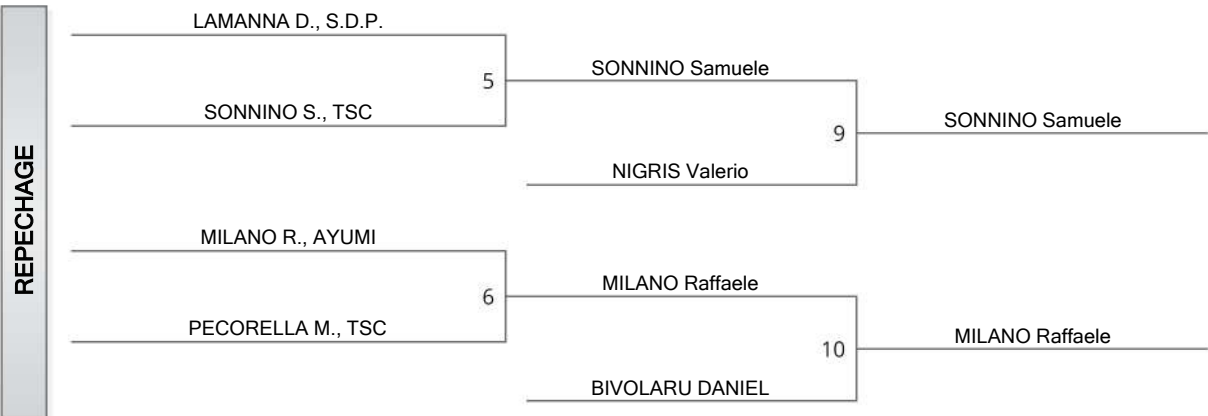 REPECHAGE
LAMANNA D., S.D.P.
5
SONNINO Samuele
SONNINO S., TSC
9
SONNINO Samuele
NIGRIS Valerio
MILANO R., AYUMI
6
MILANO Raffaele
PECORELLA M., TSC
10
MILANO Raffaele
BIVOLARU DANIEL